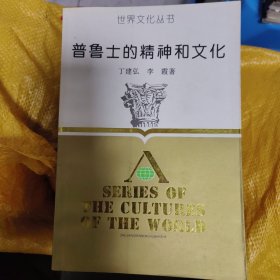 世界文化丛书
普鲁士的精神和文化
丁建弘 李霞著
SERIES OF
THE CULTURES
OF THE WORLD